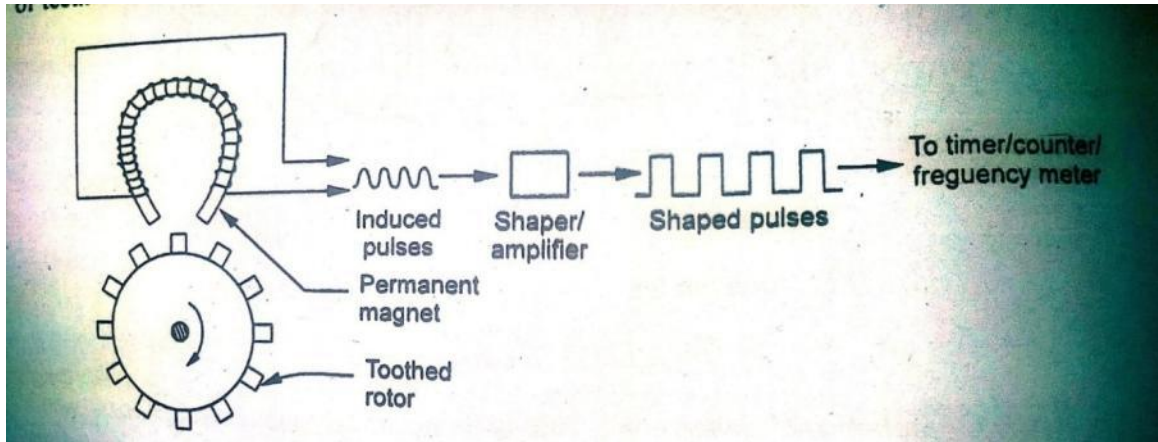 To timer/counter/
freguency meter
Induced
pulses
Shaper/
amplifier
Shaped pulses
Permanent
magnet
Toothed
rotor